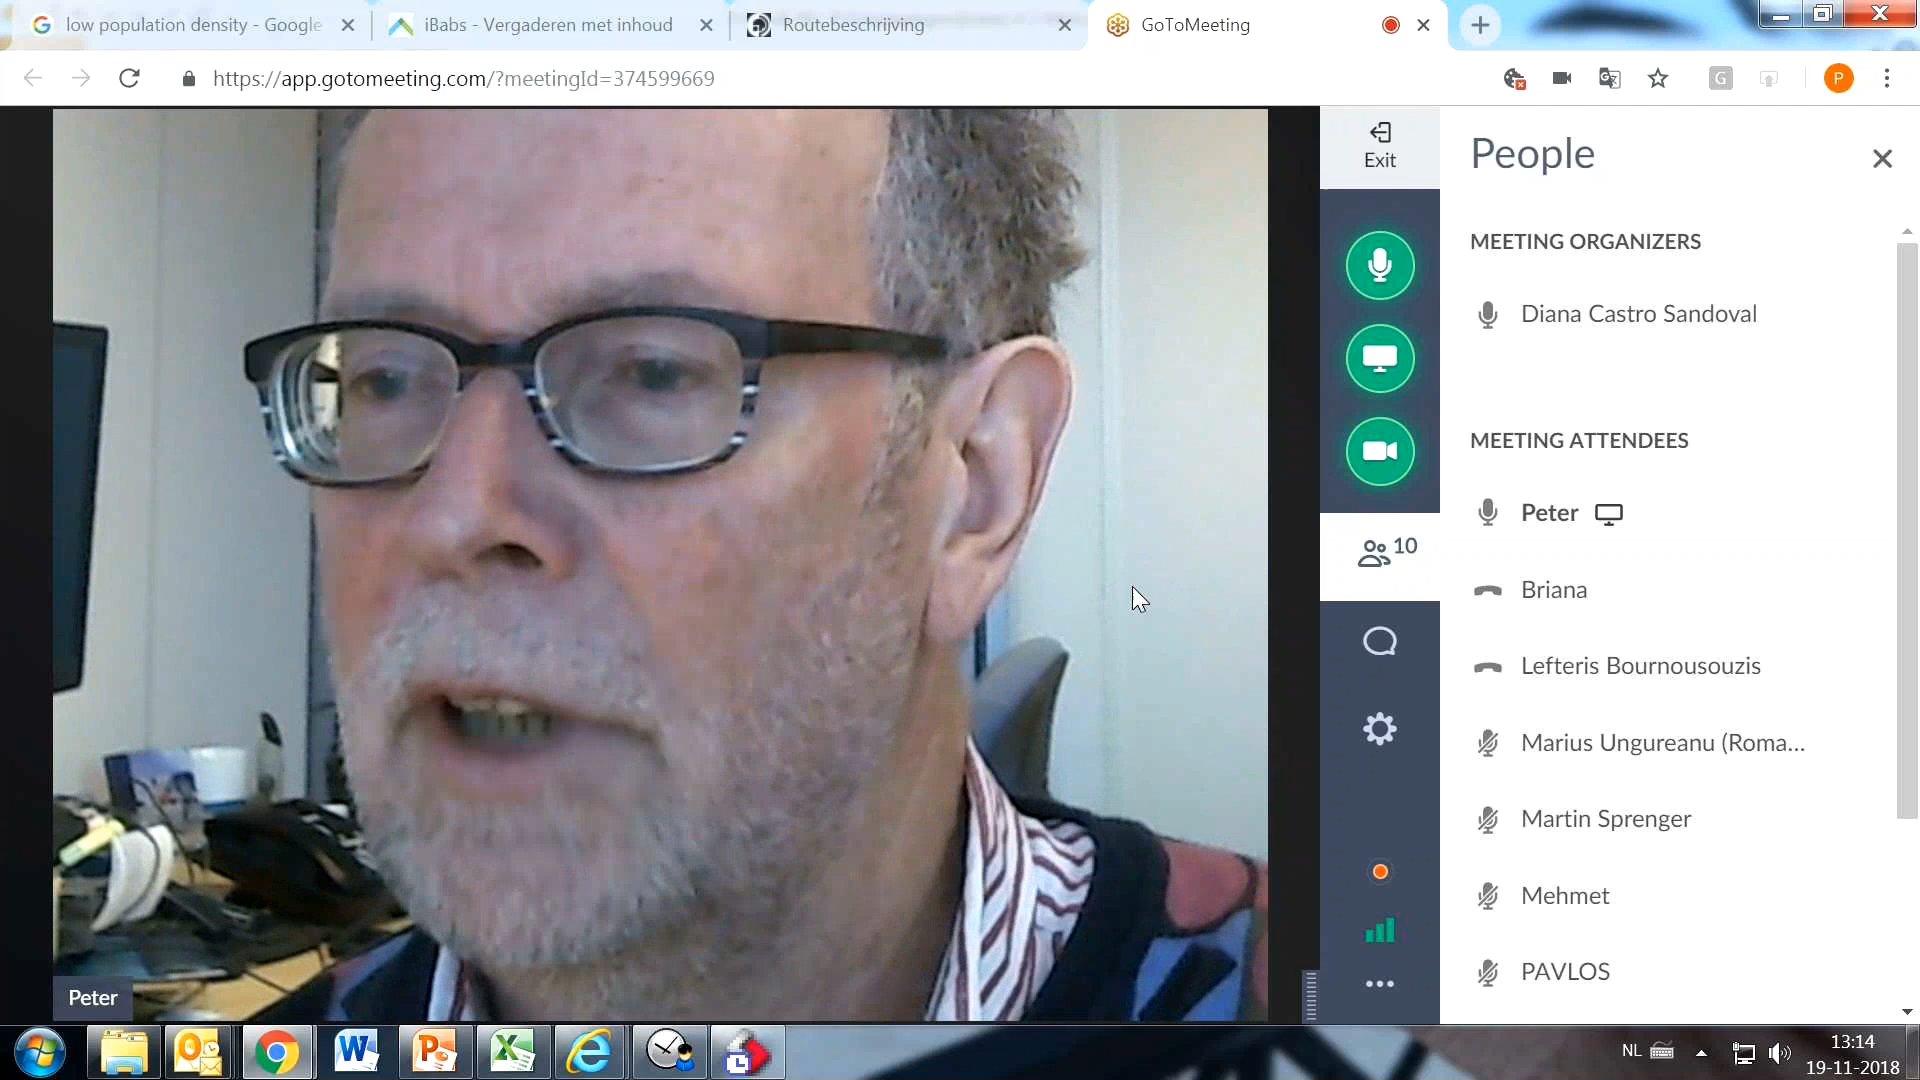 low population density - Google
iBabs - Vergaderen met inhoud
Routebeschrijving
GoToMeeting
https://app.gotomeeting.com/?meetingId=374599669
G
P
Exit
People
MEETING ORGANIZERS
Diana Castro Sandoval
MEETING ATTENDEES
Peter
10
Briana
Lefteris Bournousouzis
Marius Ungureanu (Roma...
Martin Sprenger
Mehmet
PAVLOS
Peter
NL
13:14
19-11-2018